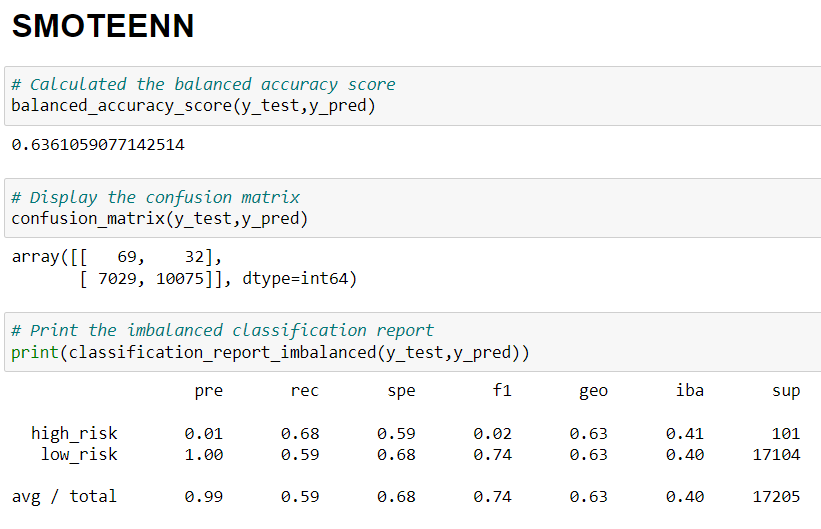 SMOTEENN
# Calculated the balanced accuracy score
balanced_accuracy_score(y_test,y_pred)
0.6361059077142514
# Display the confusion matrix
confusion_matrix(y_test,y_pred)
array([[   69,    32],
       [ 7029, 10075]], dtype=int64)
# Print the imbalanced classification report
print(classification_report_imbalanced(y_test,y_pred))
                   pre       rec       spe        f1       geo       iba       sup
  high_risk       0.01      0.68      0.59      0.02      0.63      0.41       101
   low_risk       1.00      0.59      0.68      0.74      0.63      0.40     17104
avg / total       0.99      0.59      0.68      0.74      0.63      0.40     17205